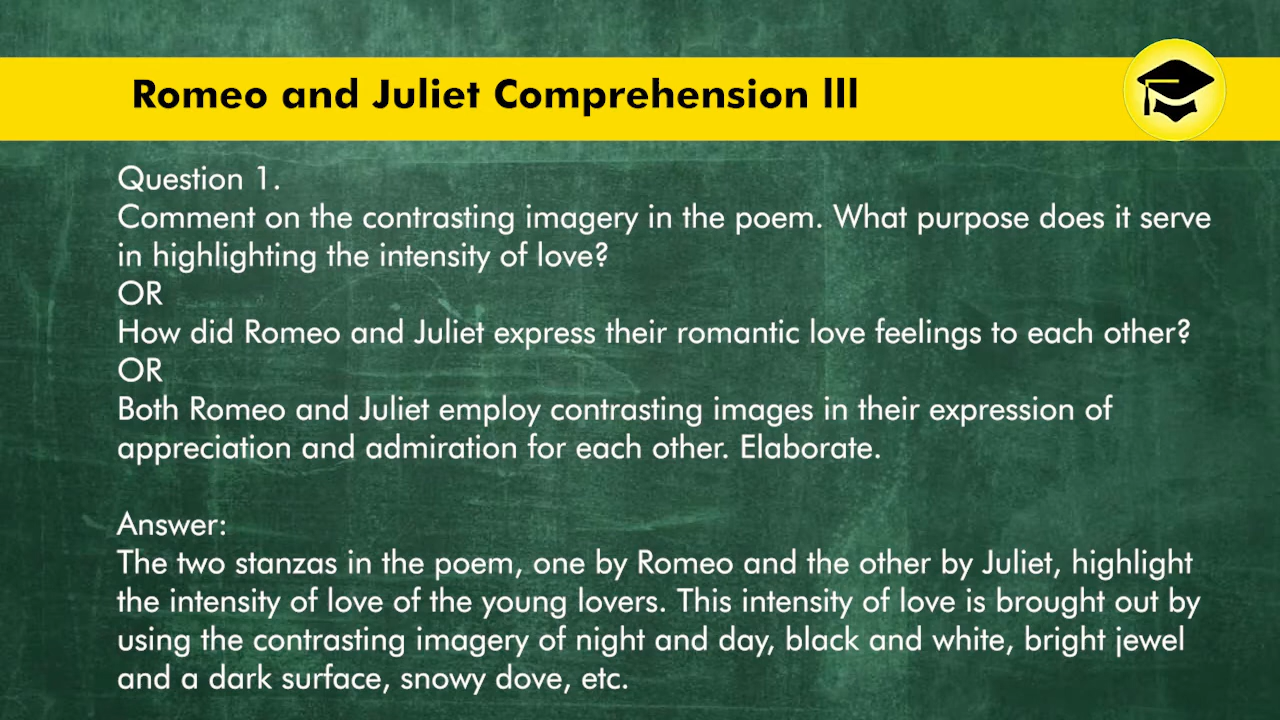 Romeo and Juliet Comprehension lll
Question 1.
Comment on the contrasting imagery in the poem. What purpose does it serve
in highlighting the intensity of love?
OR
How did Romeo and Juliet express their romantic love feelings to each other?
OR
Both Romeo and Juliet employ contrasting images in their expression of
appreciation and admiration for each other. Elaborate.
Answer:
The two stanzas in the poem, one by Romeo and the other by Juliet, highlight
the intensity of love of the young lovers. This intensity of love is brought out by
using the contrasting imagery of night and day, black and white, bright jewel
and a dark surface, snowy dove, etc.